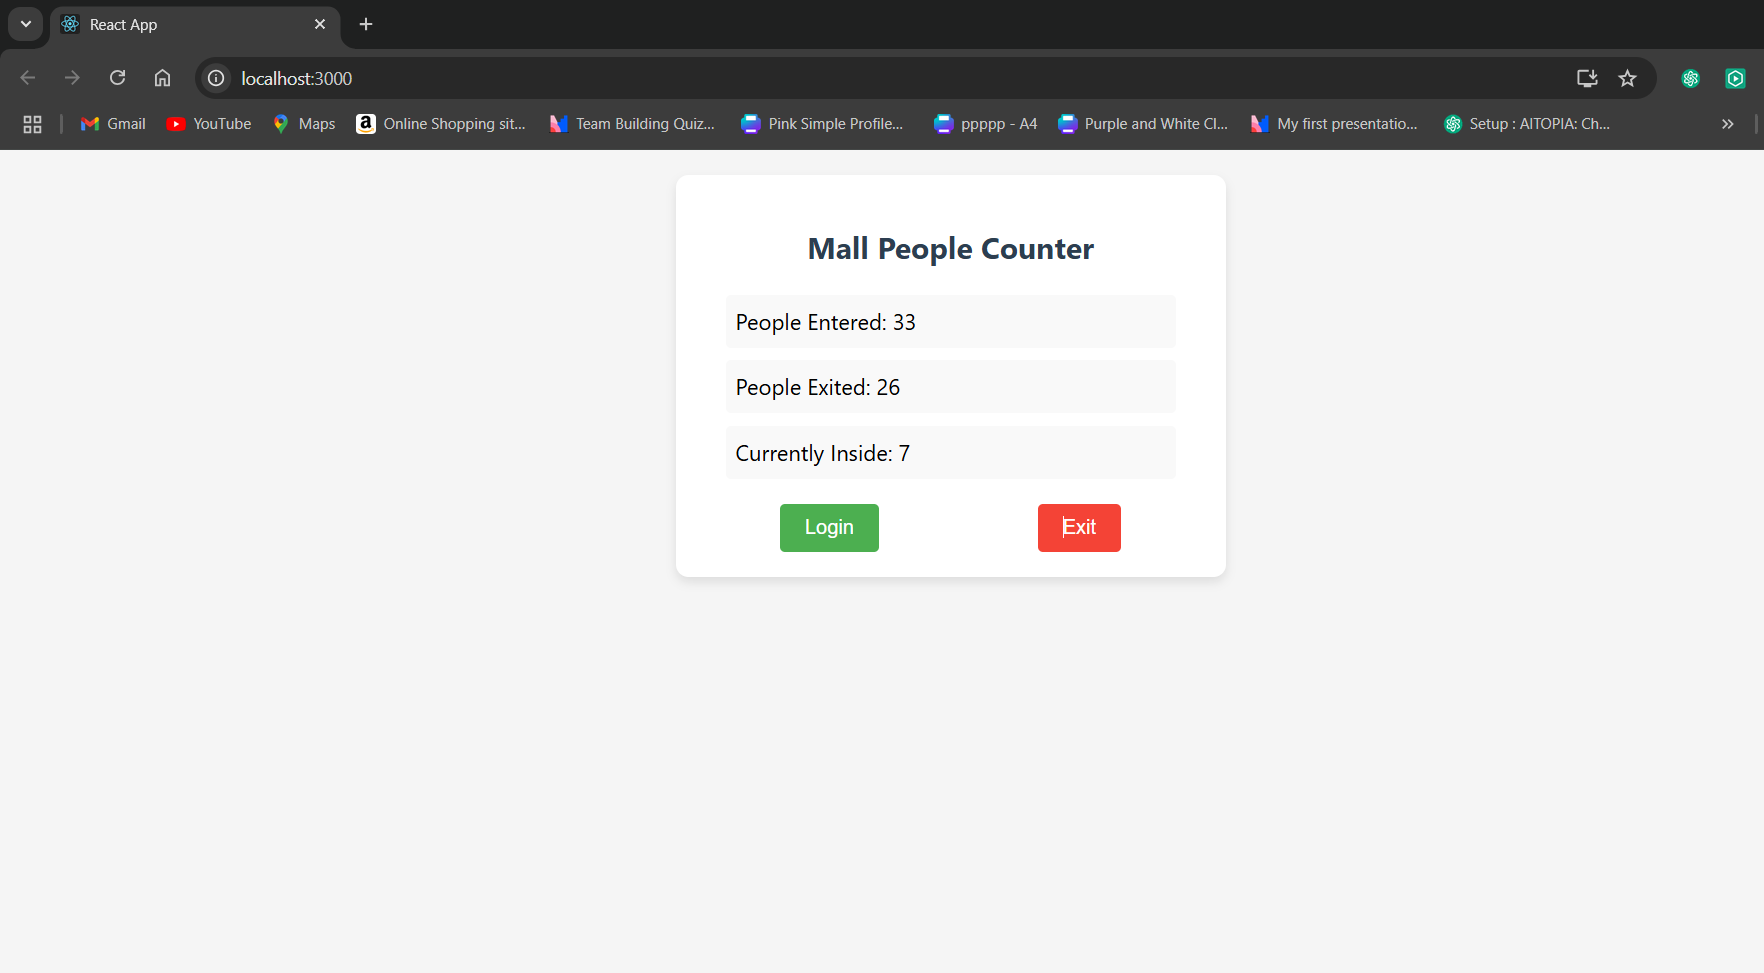 React App
localhost:3000
Gmail
YouTube
Maps
Online Shopping sit...
Team Building Quiz...
Pink Simple Profile...
ppppp - A4
Purple and White Cl...
My first presentatio...
Setup : AITOPIA: Ch...
Mall People Counter
People Entered: 33
People Exited: 26
Currently Inside: 7
Login
Exit